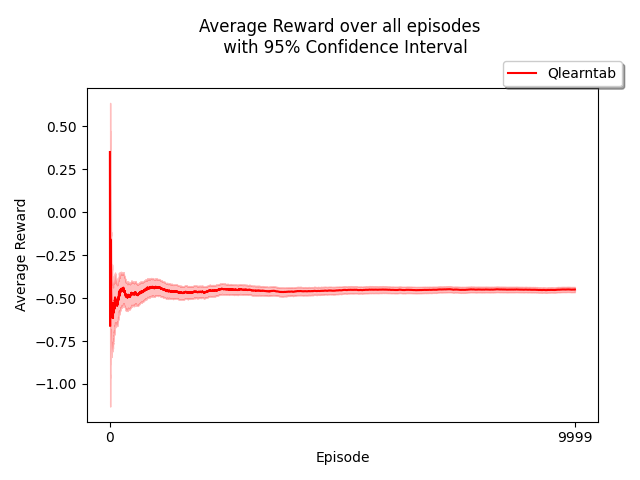 Average Reward over all episodes
with 95% Confidence Interval
Qlearntab
0.50
0.25
0.00
−0.25
−0.50
−0.75
−1.00
Average Reward
0
9999
Episode